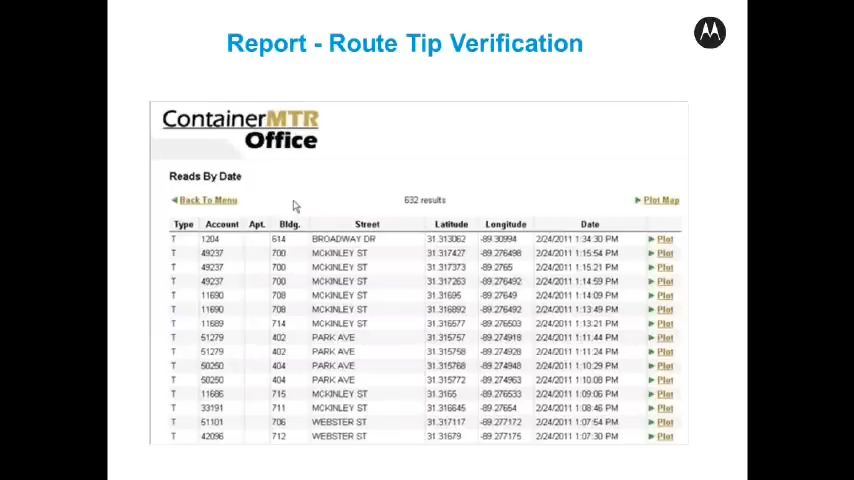 Report - Route Tip Verification
ContainerMTR
Office
Reads By Date
Back To Menu 632 results Plot Map
Type Account Apt. Bldg. Street Latitude Longitude Date
T 1204 614 BROADWAY DR 31.313062 -89.30994 2/24/2011 1:34:30 PM Plot
T 49237 700 MCKINLEY ST 31.317427 -89.276498 2/24/2011 1:15:54 PM Plot
T 49237 700 MCKINLEY ST 31.317373 -89.2765 2/24/2011 1:15:21 PM Plot
T 49237 700 MCKINLEY ST 31.317263 -89.276492 2/24/2011 1:14:59 PM Plot
T 11690 708 MCKINLEY ST 31.31695 -89.27649 2/24/2011 1:14:09 PM Plot
T 11690 708 MCKINLEY ST 31.316892 -89.276492 2/24/2011 1:13:49 PM Plot
T 11689 714 MCKINLEY ST 31.316577 -89.276503 2/24/2011 1:13:21 PM Plot
T 51279 402 PARK AVE 31.315757 -89.274918 2/24/2011 1:11:44 PM Plot
T 51279 402 PARK AVE 31.315758 -89.274928 2/24/2011 1:11:24 PM Plot
T 50250 404 PARK AVE 31.315768 -89.274948 2/24/2011 1:10:29 PM Plot
T 50250 404 PARK AVE 31.315772 -89.274963 2/24/2011 1:10:08 PM Plot
T 11686 715 MCKINLEY ST 31.3165 -89.276533 2/24/2011 1:09:06 PM Plot
T 33191 711 MCKINLEY ST 31.316645 -89.27654 2/24/2011 1:08:46 PM Plot
T 51101 706 WEBSTER ST 31.317117 -89.277172 2/24/2011 1:07:54 PM Plot
T 42096 712 WEBSTER ST 31.31679 -89.277175 2/24/2011 1:07:30 PM Plot